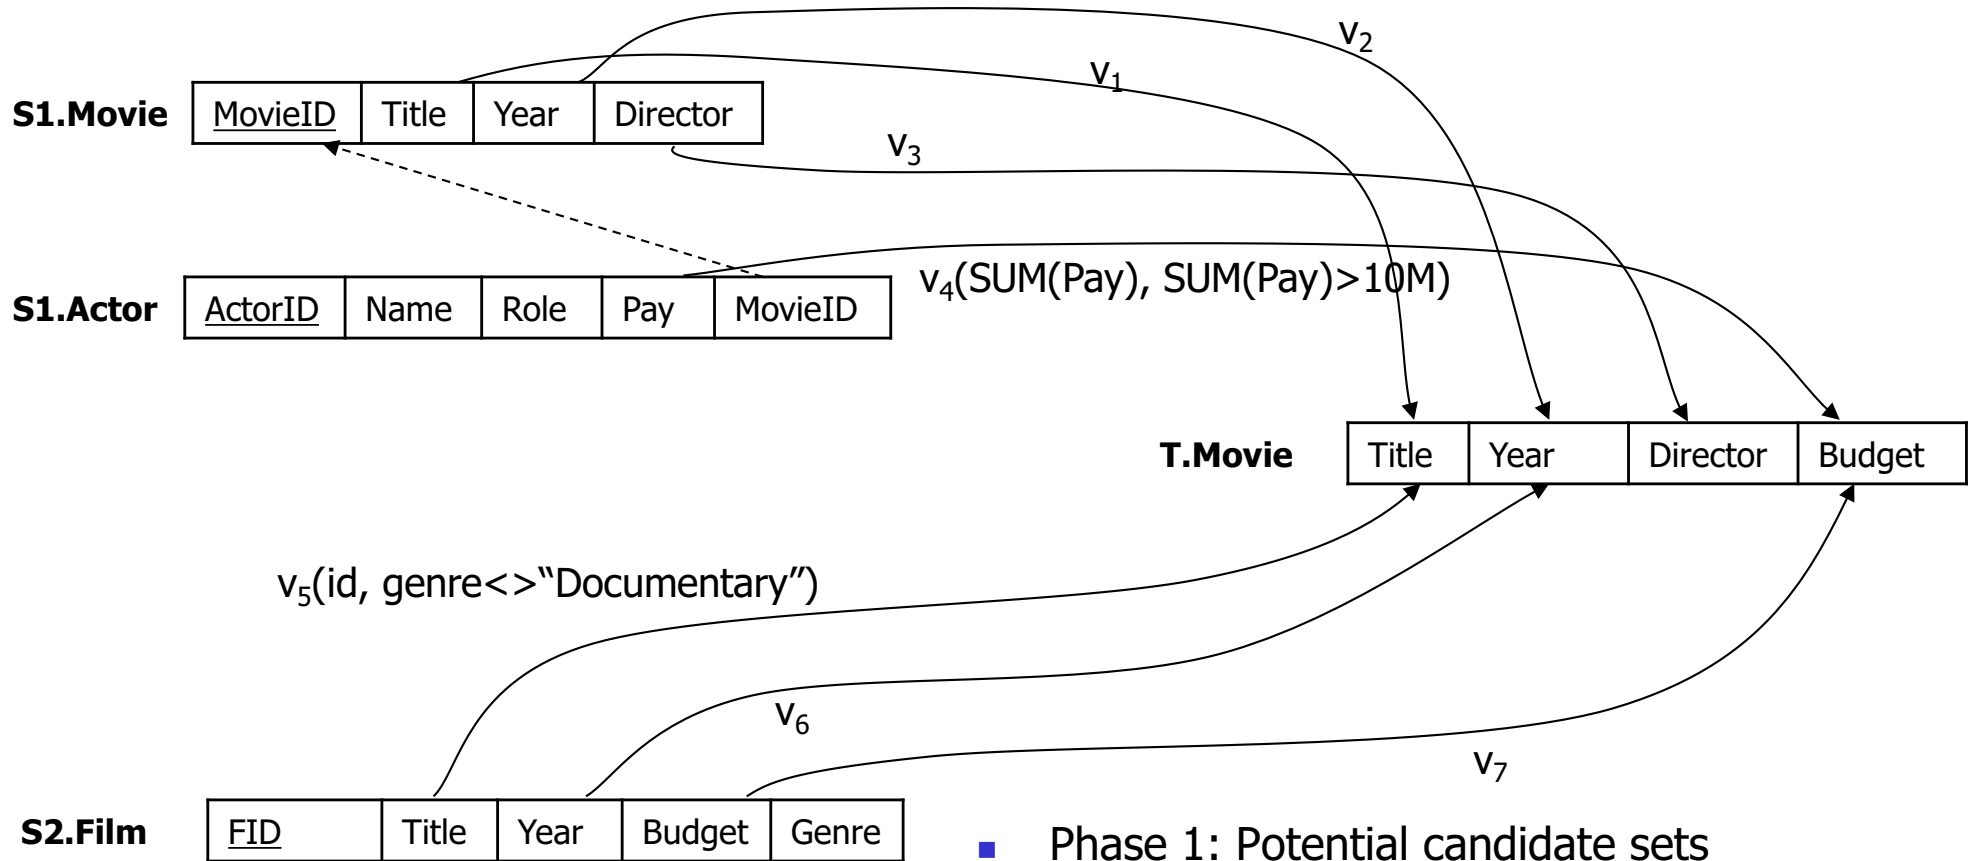 v2
v1
S1.Movie MovieID Title Year Director
v3
v4(SUM(Pay), SUM(Pay)>10M)
S1.Actor ActorID Name Role Pay MovieID
T.Movie Title Year Director Budget
v5(id, genre<>“Documentary”)
v6
v7
S2.Film FID Title Year Budget Genre
▪ Phase 1: Potential candidate sets